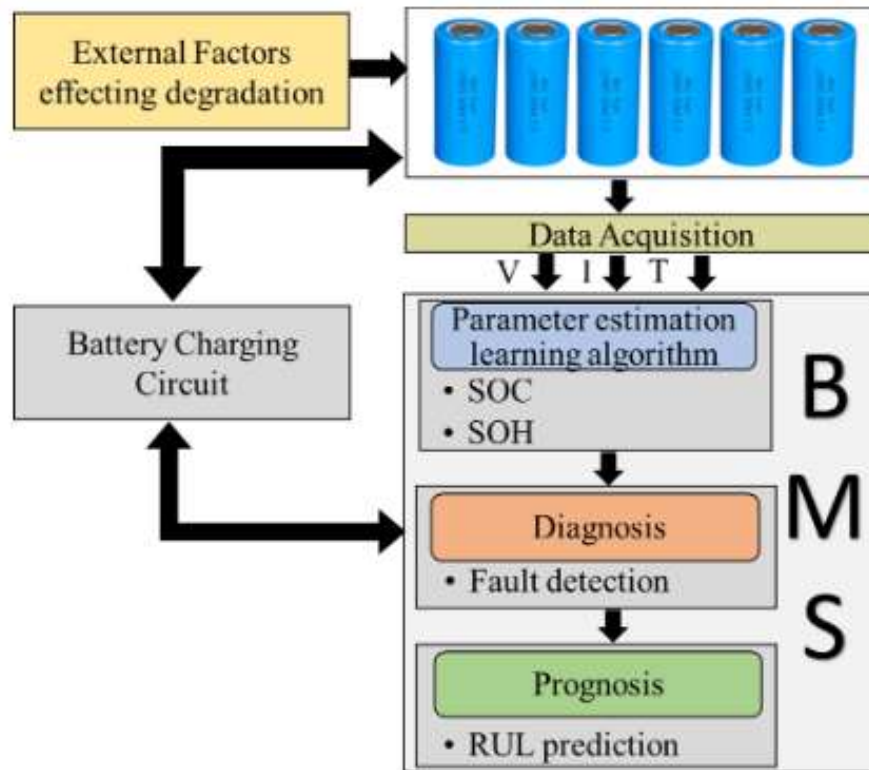 External Factors
effecting degradation
Data Acquisition
V I T
Battery Charging
Circuit
Parameter estimation
learning algorithm
• SOC
• SOH
Diagnosis
• Fault detection
Prognosis
• RUL prediction
B
M
S